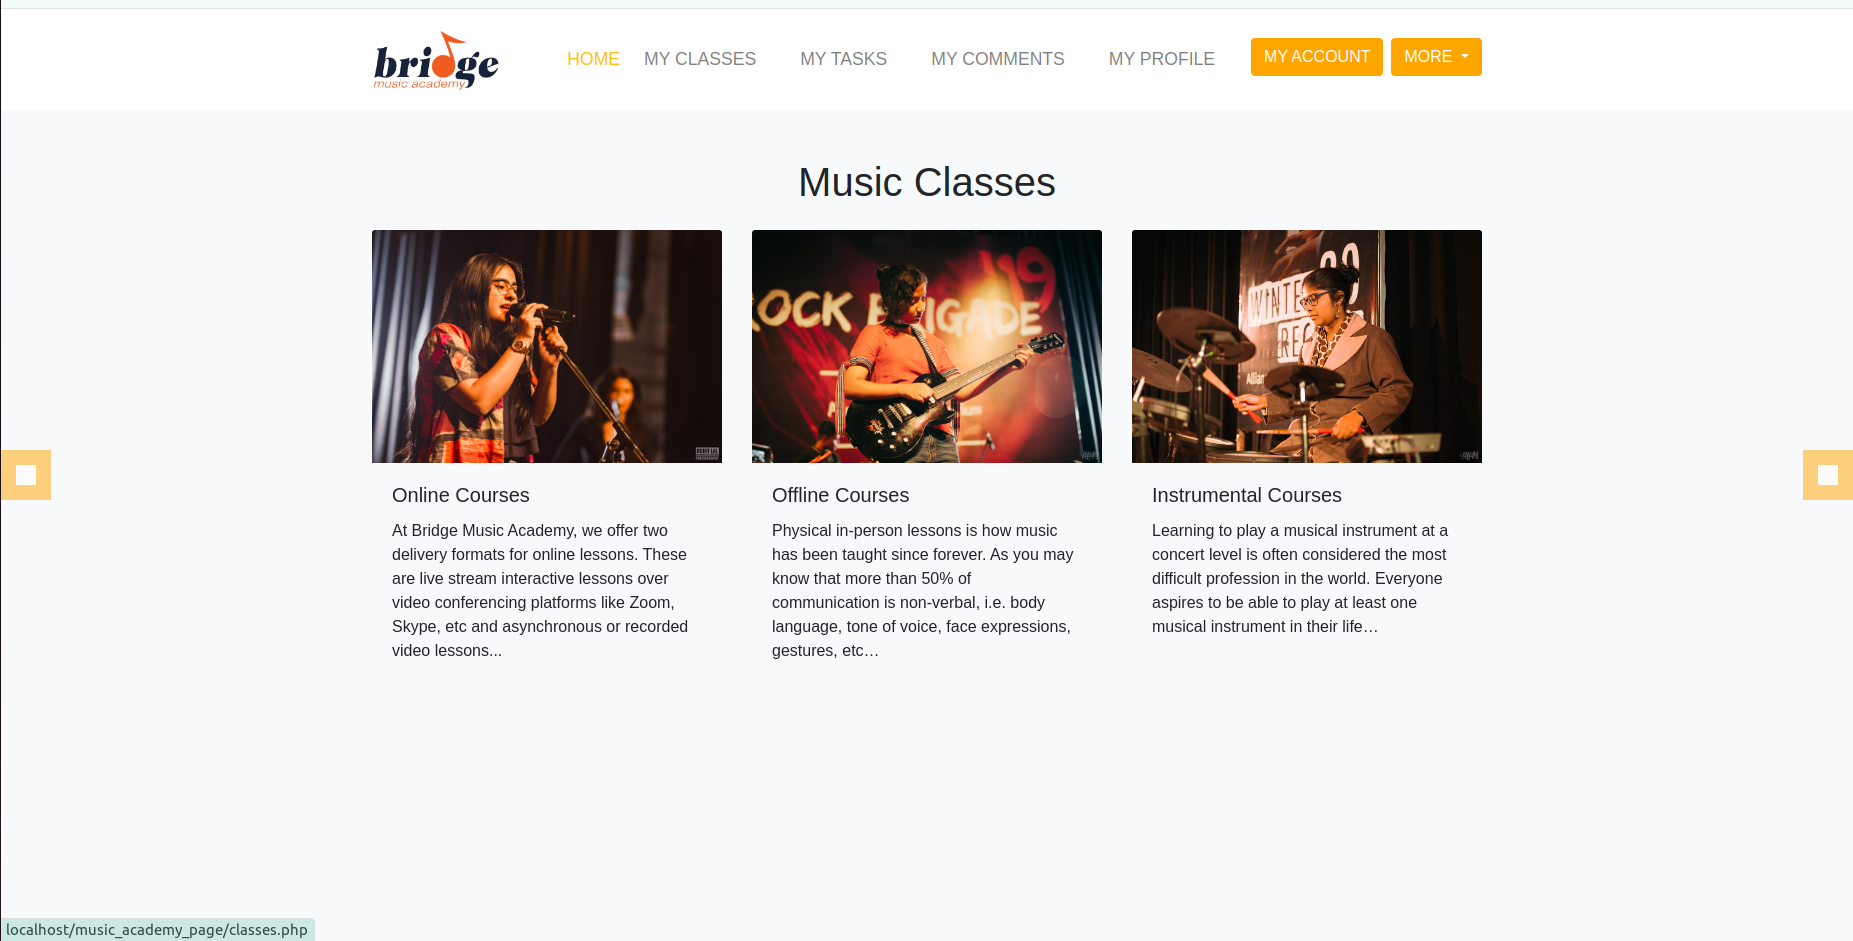 bridge
music academy
HOME MY CLASSES MY TASKS MY COMMENTS MY PROFILE MY ACCOUNT MORE
Music Classes
ROCK BRIGADE
Online Courses
At Bridge Music Academy, we offer two
delivery formats for online lessons. These
are live stream interactive lessons over
video conferencing platforms like Zoom,
Skype, etc and asynchronous or recorded
video lessons...
Offline Courses
Physical in-person lessons is how music
has been taught since forever. As you may
know that more than 50% of
communication is non-verbal, i.e. body
language, tone of voice, face expressions,
gestures, etc…
Instrumental Courses
Learning to play a musical instrument at a
concert level is often considered the most
difficult profession in the world. Everyone
aspires to be able to play at least one
musical instrument in their life…
localhost/music_academy_page/classes.php